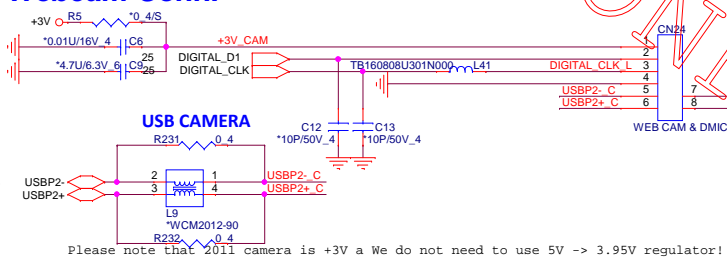 +3V R5 *0_4/S
*0.01U/16V_4 C6
*4.7U/6.3V_6 C9
25
25
+3V_CAM
DIGITAL_D1
DIGITAL_CLK
TB160808U301N000 L41
DIGITAL_CLK_L
USBP2-_C
USBP2+_C
CN24
1
2
3
4
5
6
7
8
WEB CAM & DMIC
C12
*10P/50V_4
C13
*10P/50V_4
USB CAMERA
R231 0_4
USBP2-
USBP2+
2
3
1
4
USBP2-_C
USBP2+_C
L9
*WCM2012-90
R232 0_4
Please note that 2011 camera is +3V a We do not need to use 5V -> 3.95V regulator!